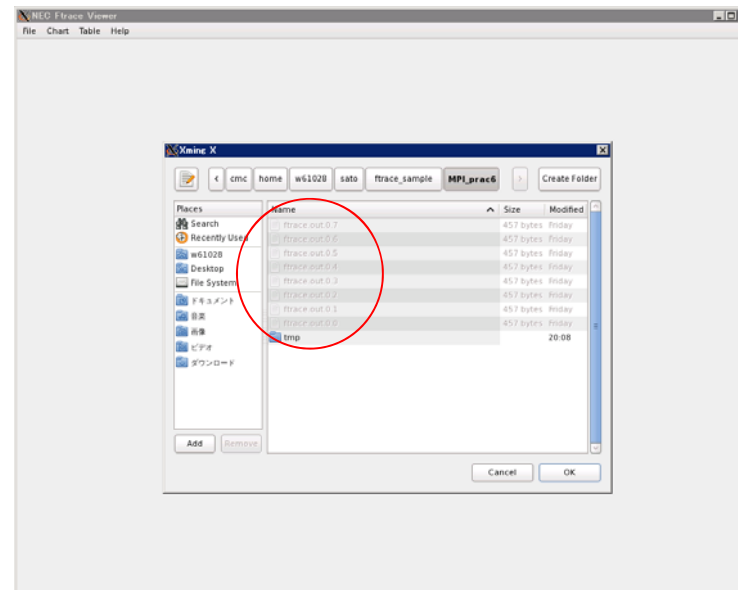 NEC Ftrace Viewer
File Chart Table Help
Xming X
cmc home w61028 sato ftrace_sample MPI_prac6 Create Folder
Places
Search
Recently Used
w61028
Desktop
File System
ドキュメント
音楽
画像
ビデオ
ダウンロード
Add Remove
Name Size Modified
ftrace.out.0.7 457 bytes Friday
ftrace.out.0.6 457 bytes Friday
ftrace.out.0.5 457 bytes Friday
ftrace.out.0.4 457 bytes Friday
ftrace.out.0.3 457 bytes Friday
ftrace.out.0.2 457 bytes Friday
ftrace.out.0.1 457 bytes Friday
ftrace.out.0.0 457 bytes Friday
tmp 20:08
Cancel OK